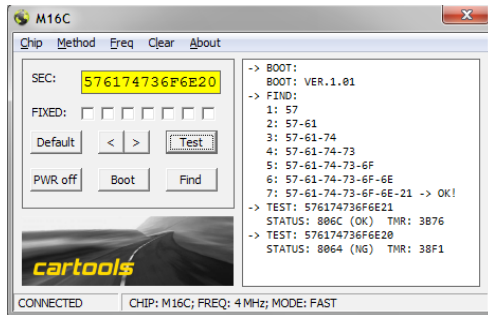 M16C
Chip Method Freq Clear About
SEC: 576174736F6E20
FIXED:
Default < > Test
PWR off Boot Find
cartools
-> BOOT:
BOOT: VER.1.01
-> FIND:
1: 57
2: 57-61
3: 57-61-74
4: 57-61-74-73
5: 57-61-74-73-6F
6: 57-61-74-73-6F-6E
7: 57-61-74-73-6F-6E-21 -> OK!
-> TEST: 576174736F6E21
STATUS: 806C (OK) TMR: 3B76
-> TEST: 576174736F6E20
STATUS: 8064 (NG) TMR: 38F1
CONNECTED CHIP: M16C; FREQ: 4 MHz; MODE: FAST